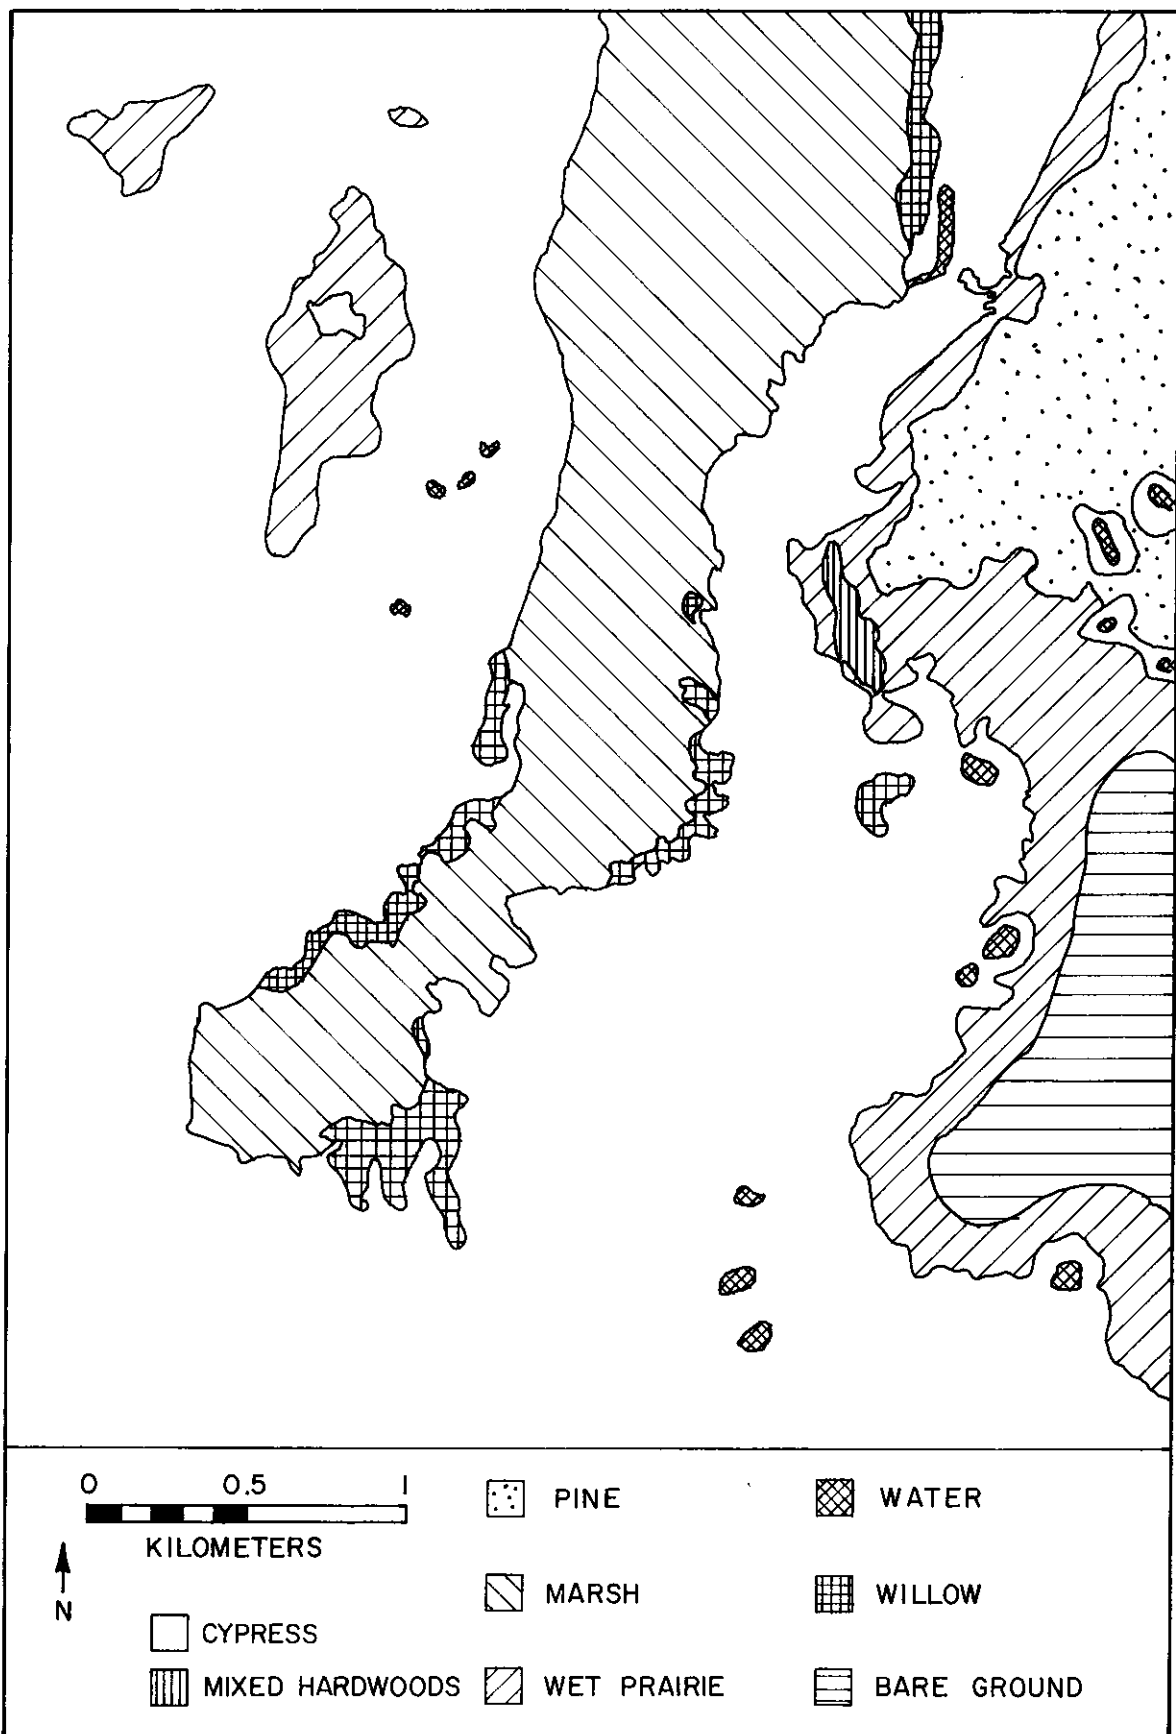 0 0.5 1
KILOMETERS
N
CYPRESS
MIXED HARDWOODS
PINE
MARSH
WET PRAIRIE
WATER
WILLOW
BARE GROUND